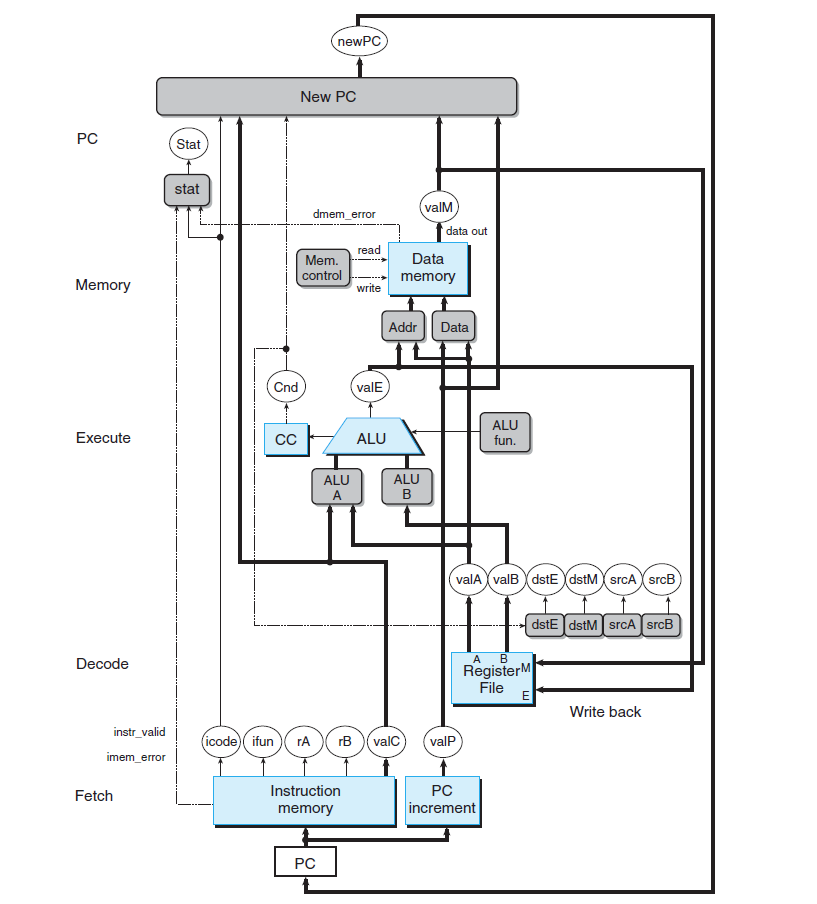 newPC
New PC
PC
Stat
stat
valM
dmem_error
data out
read
Mem.
control
Data
memory
write
Memory
Addr
Data
Cnd
valE
CC
ALU
ALU
fun.
Execute
ALU
A
ALU
B
valA
valB
dstE
dstM
srcA
srcB
dstE
dstM
srcA
srcB
Decode
A
B
Register
File
M
E
Write back
instr_valid
icode
ifun
rA
rB
valC
valP
imem_error
Fetch
Instruction
memory
PC
increment
PC